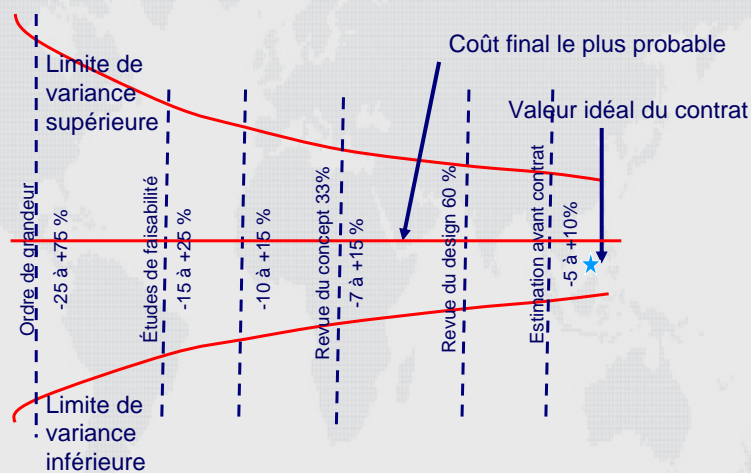 Coût final le plus probable
Limite de
variance
supérieure
Valeur idéal du contrat
Ordre de grandeur
-25 à +75 %
Études de faisabilité
-15 à +25 %
-10 à +15 %
Revue du concept 33%
-7 à +15 %
Revue du design 60 %
Estimation avant contrat
-5 à +10%
Limite de
variance
inférieure